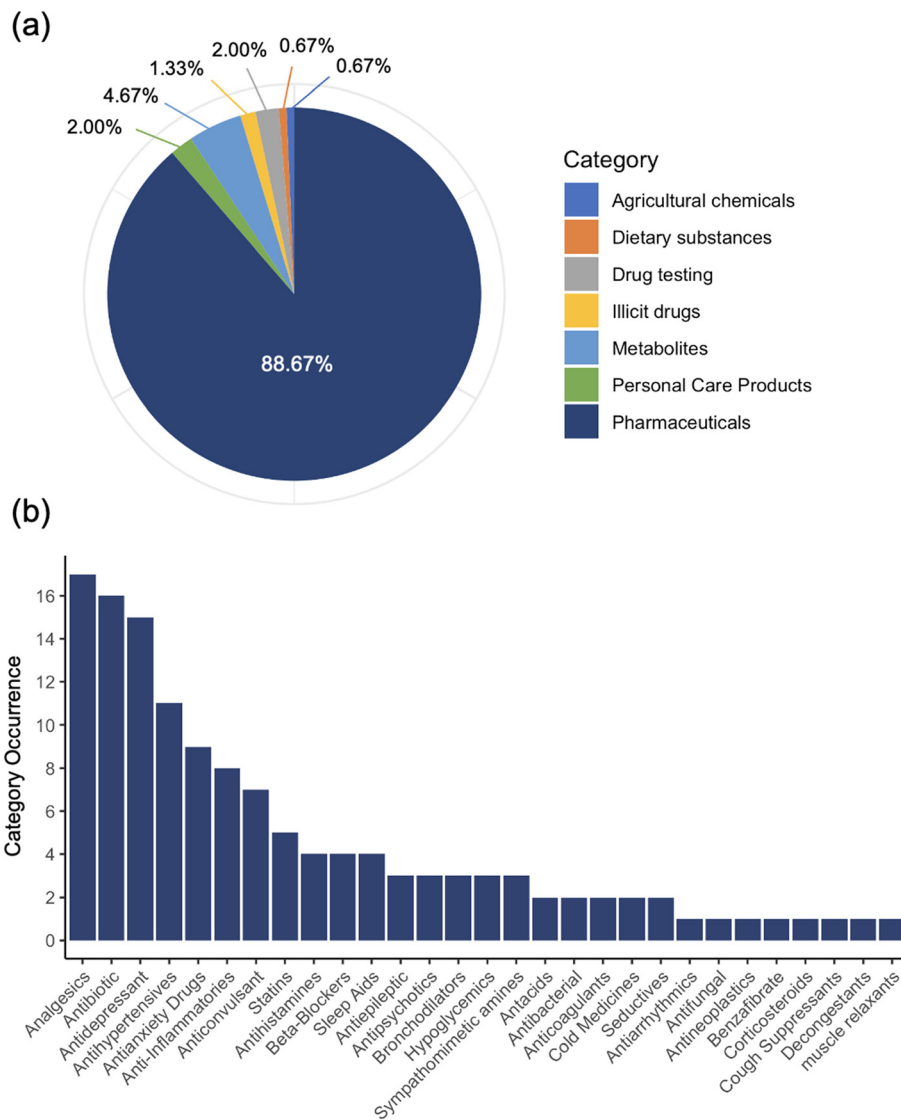 (a)
2.00%
0.67%
1.33%
0.67%
4.67%
2.00%
88.67%
Category
Agricultural chemicals
Dietary substances
Drug testing
Illicit drugs
Metabolites
Personal Care Products
Pharmaceuticals
(b)
Category Occurrence
16
14
12
10
8
6
4
2
0
Analgesics
Antibiotic
Antidepressant
Antihypertensives
Antianxiety Drugs
Anti-Inflammatories
Anticonvulsant
Statins
Antihistamines
Beta-Blockers
Sleep Aids
Antiepileptic
Antipsychotics
Bronchodilators
Hypoglycemics
Sympathomimetic amines
Antacids
Antibacterial
Anticoagulants
Cold Medicines
Seductives
Antiarrhythmics
Antifungal
Antineoplastics
Benzafibrate
Corticosteroids
Cough Suppressants
Decongestants
muscle relaxants